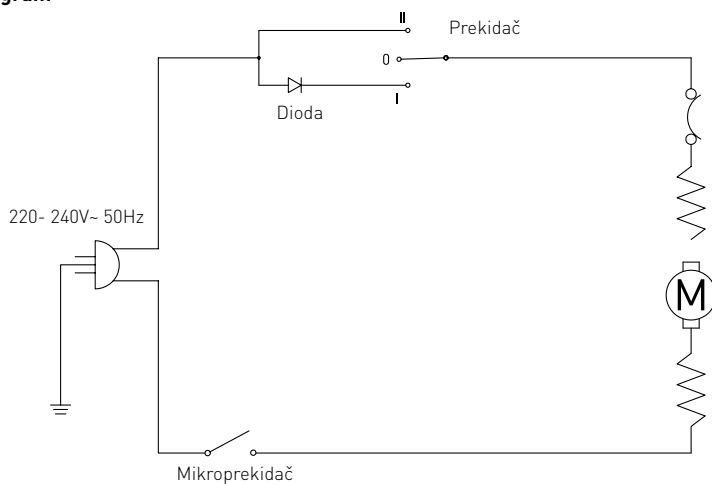 II
Prekidač
0
I
Dioda
220- 240V~ 50Hz
M
Mikroprekidač